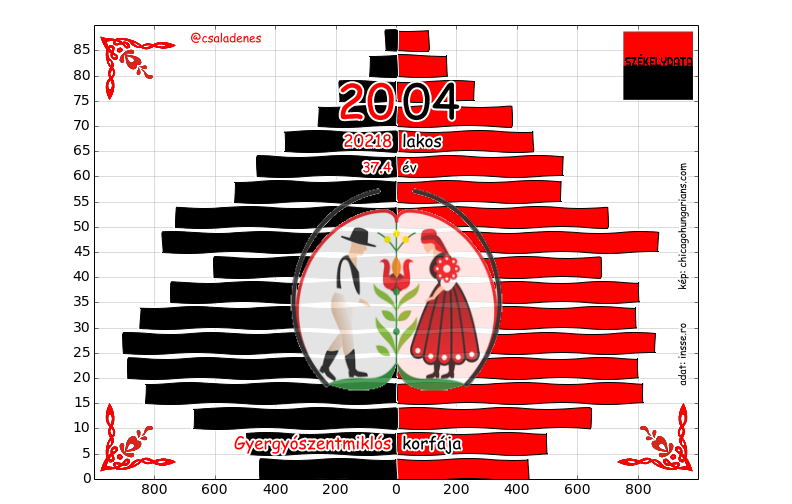 @csaladenes
SZÉKELYDATA
2004
20218 lakos
37.4 év
kép: chicagohungarians.com
adat: insse.ro
Gyergyószentmiklós korfája
85
80
75
70
65
60
55
50
45
40
35
30
25
20
15
10
5
0
800 600 400 200 0 200 400 600 800